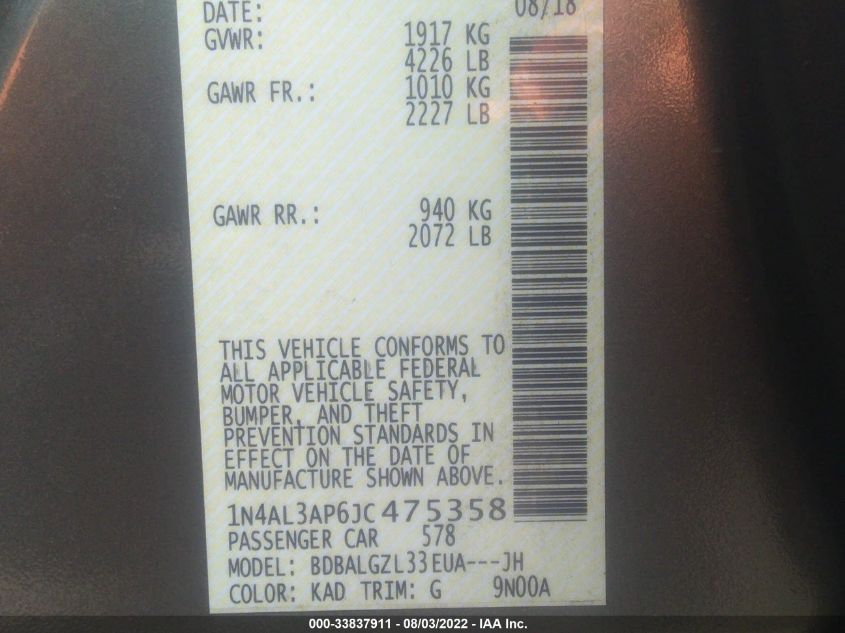 DATE: 08/18
GVWR: 1917 KG
4226 LB
GAWR FR.: 1010 KG
2227 LB
GAWR RR.: 940 KG
2072 LB
THIS VEHICLE CONFORMS TO
ALL APPLICABLE FEDERAL
MOTOR VEHICLE SAFETY,
BUMPER, AND THEFT
PREVENTION STANDARDS IN
EFFECT ON THE DATE OF
MANUFACTURE SHOWN ABOVE.
1N4AL3AP6JC475358
PASSENGER CAR 578
MODEL: BDBALGZL33EUA---JH
COLOR: KAD TRIM: G 9N00A
000-33837911 - 08/03/2022 - IAA Inc.